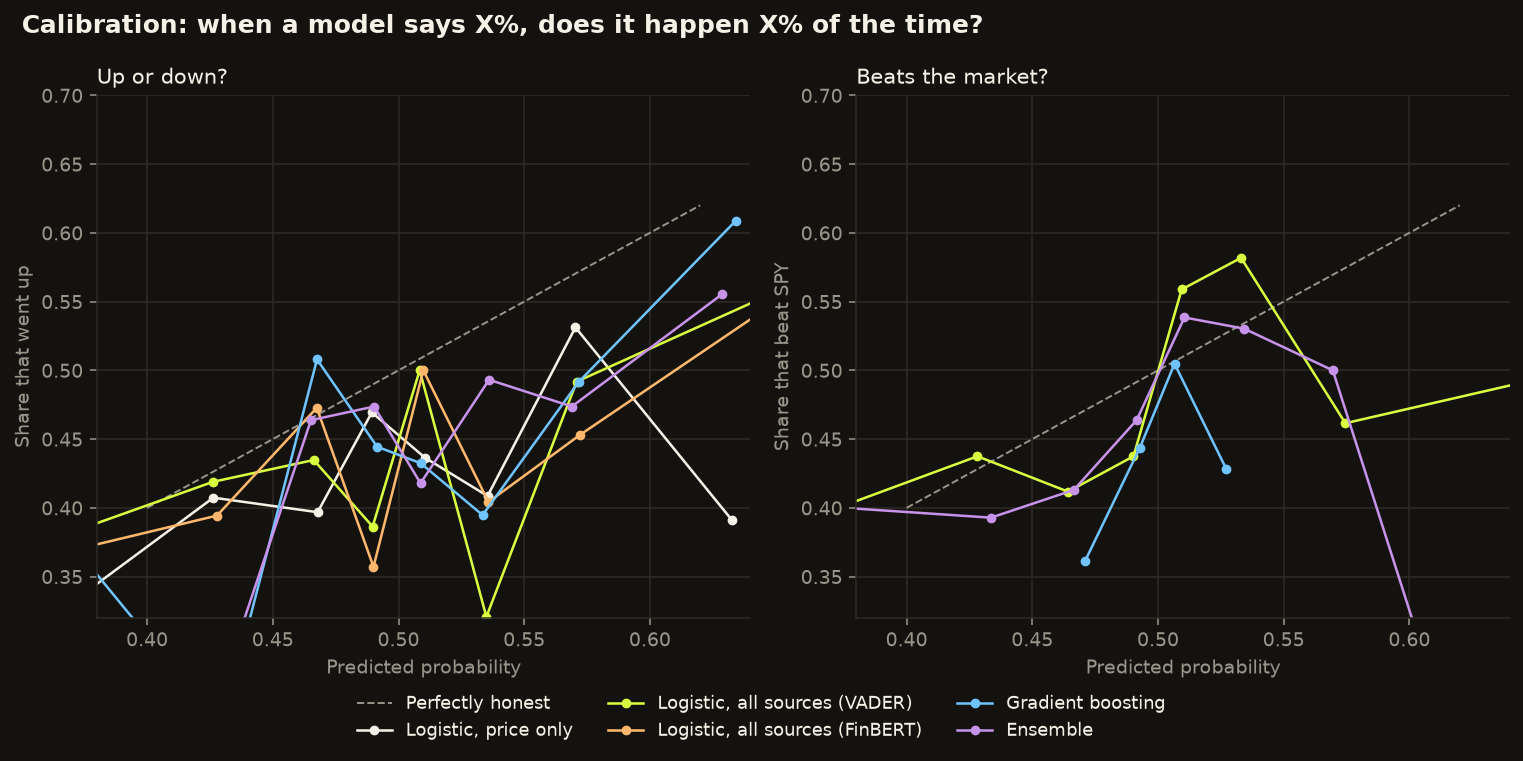 Calibration: when a model says X%, does it happen X% of the time?
Up or down?
0.70
0.65
0.60
0.55
0.50
0.45
0.40
0.35
Share that went up
0.40 0.45 0.50 0.55 0.60
Predicted probability
Beats the market?
0.70
0.65
0.60
0.55
0.50
0.45
0.40
0.35
Share that beat SPY
0.40 0.45 0.50 0.55 0.60
Predicted probability
Perfectly honest
Logistic, price only
Logistic, all sources (VADER)
Logistic, all sources (FinBERT)
Gradient boosting
Ensemble